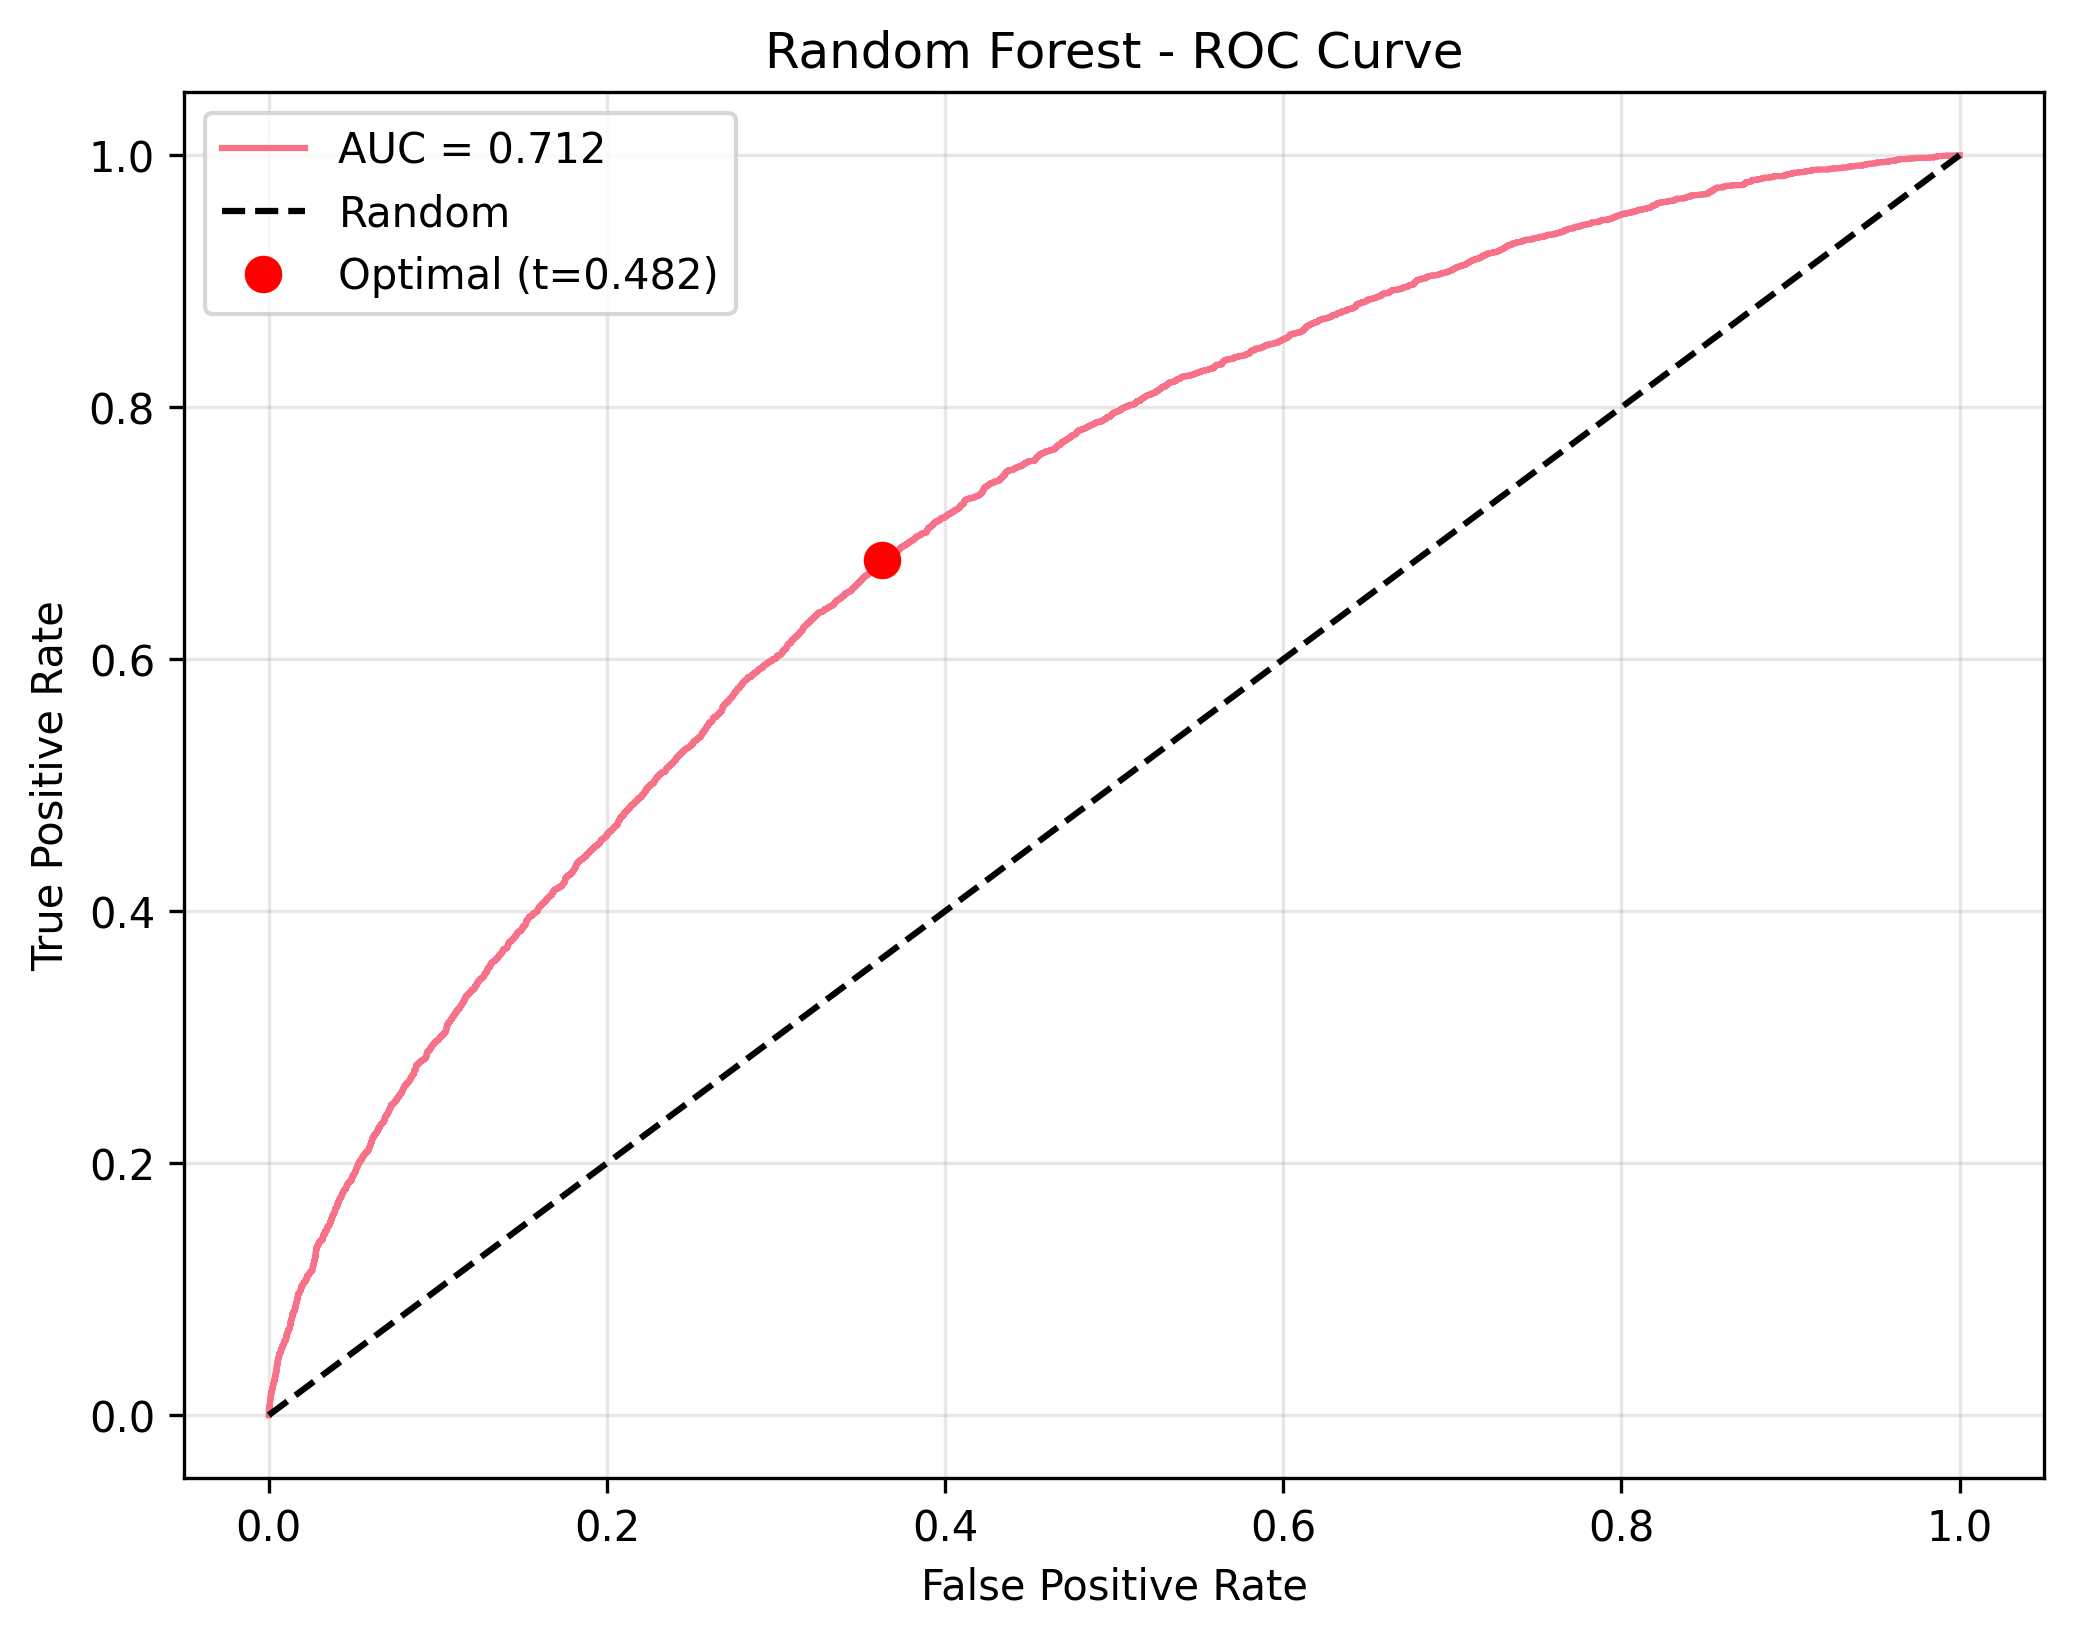 Random Forest - ROC Curve
AUC = 0.712
Random
Optimal (t=0.482)
True Positive Rate
1.0
0.8
0.6
0.4
0.2
0.0
0.0 0.2 0.4 0.6 0.8 1.0
False Positive Rate